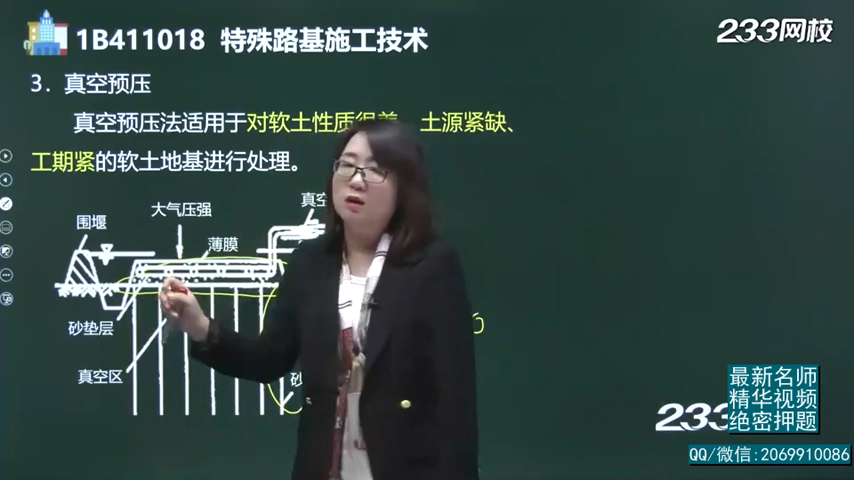 1B411018 特殊路基施工技术
233网校
3. 真空预压
真空预压法适用于对软土性质很差、土源紧缺、
工期紧的软土地基进行处理。
大气压强
真空
围堰
薄膜
砂垫层
真空区
砂
233
最新名师
精华视频
绝密押题
QQ/微信:2069910086